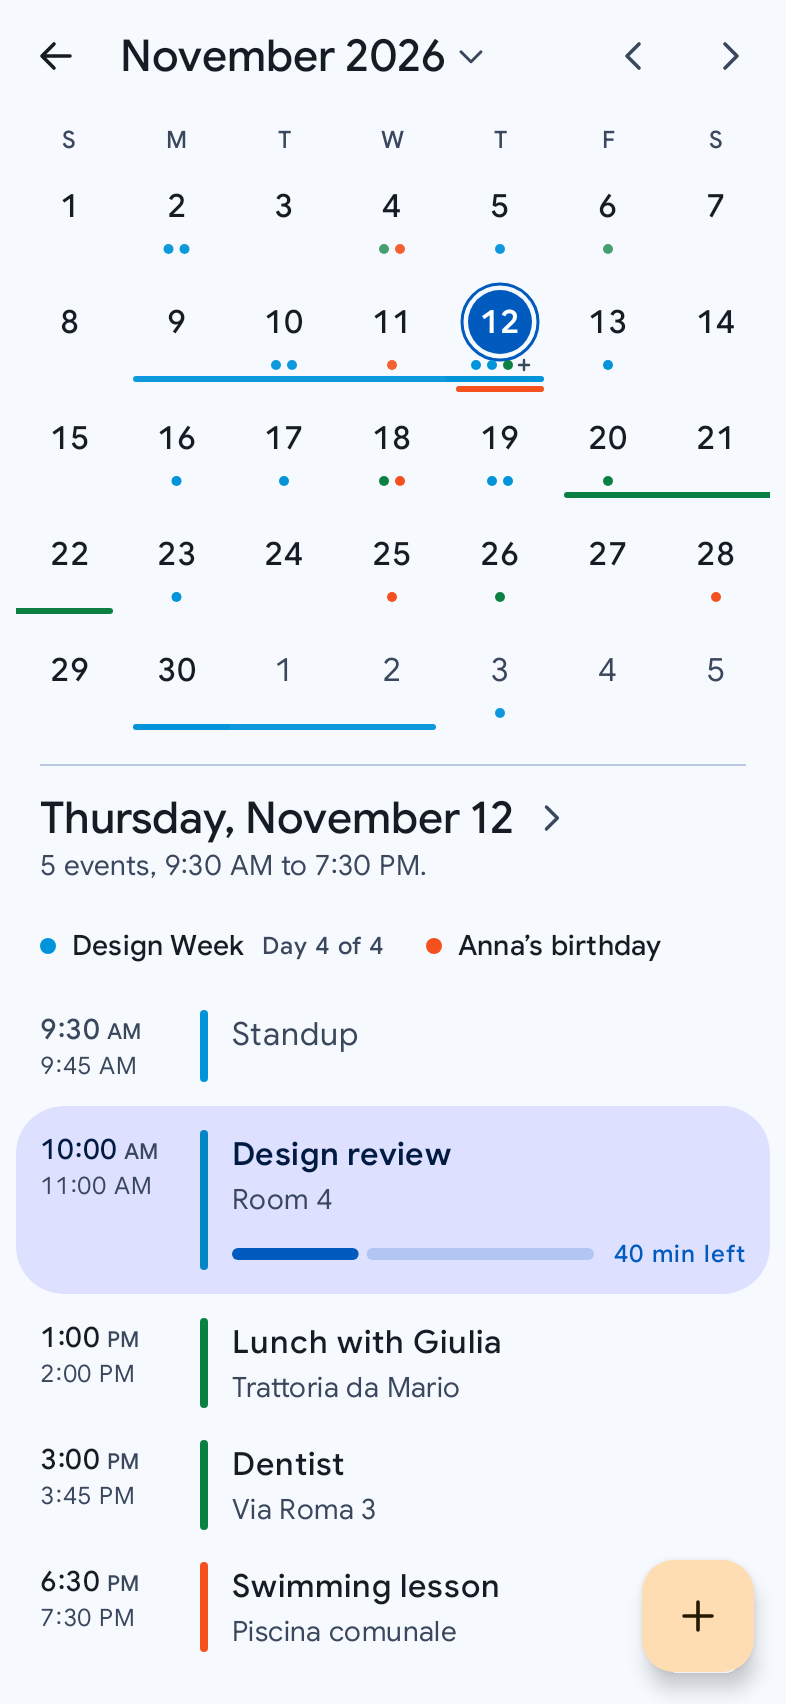 November 2026
S M T W T F S
1 2 3 4 5 6 7
8 9 10 11 12 13 14
+
15 16 17 18 19 20 21
22 23 24 25 26 27 28
29 30 1 2 3 4 5
Thursday, November 12
5 events, 9:30 AM to 7:30 PM.
Design Week Day 4 of 4 Anna’s birthday
9:30 AM Standup
9:45 AM
10:00 AM Design review
11:00 AM Room 4
40 min left
1:00 PM Lunch with Giulia
2:00 PM Trattoria da Mario
3:00 PM Dentist
3:45 PM Via Roma 3
6:30 PM Swimming lesson
7:30 PM Piscina comunale